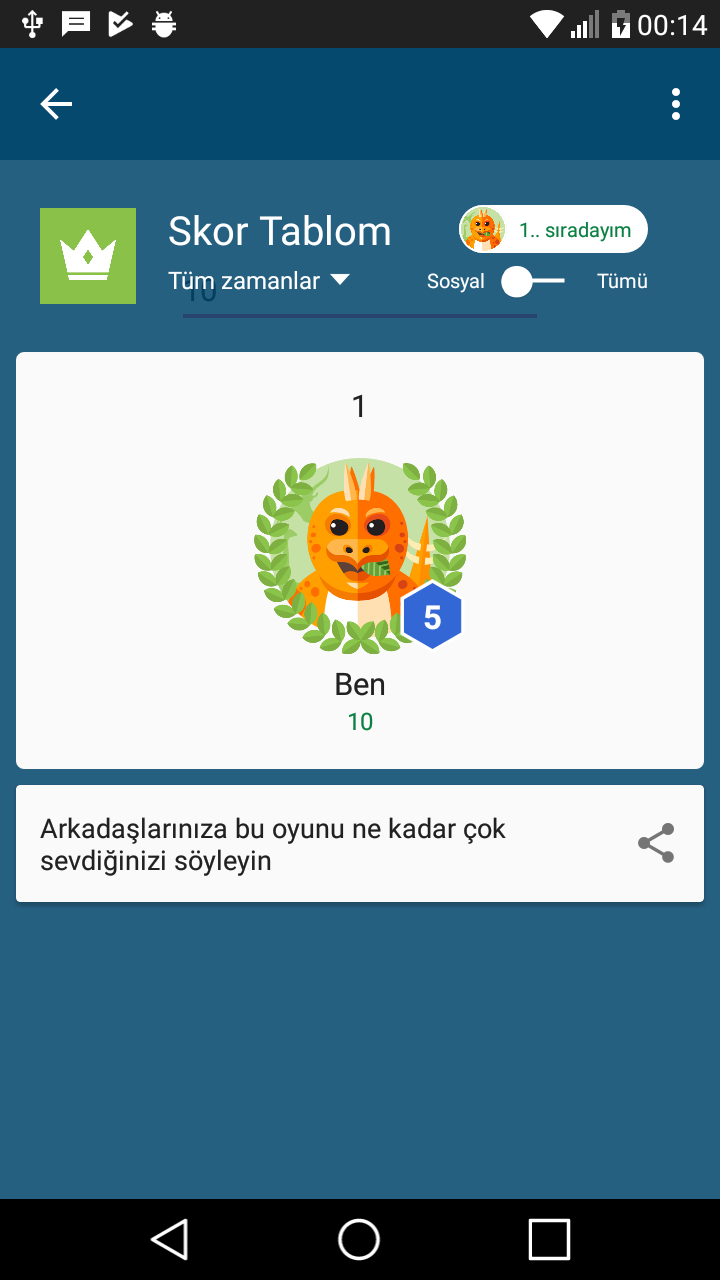 00:14
Skor Tablom
1.. sıradayım
Tüm zamanlar
10
Sosyal
Tümü
1
5
Ben
10
Arkadaşlarınıza bu oyunu ne kadar çok
sevdiğinizi söyleyin